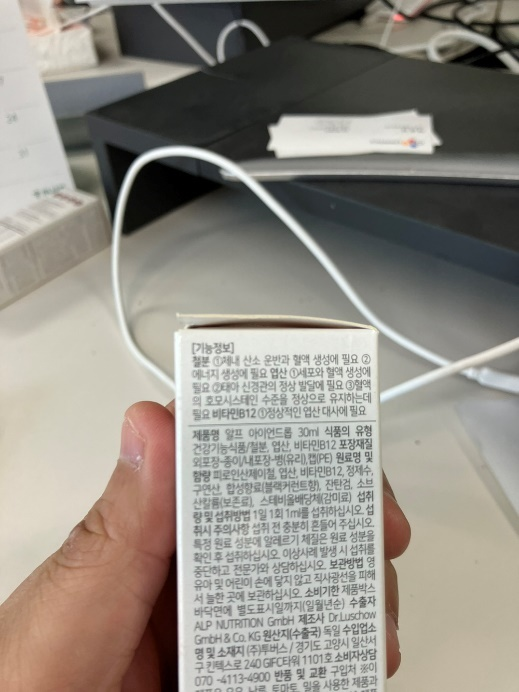 [기능정보]
철분 ①체내 산소 운반과 혈액 생성에 필요 ②
에너지 생성에 필요 엽산 ①세포와 혈액 생성에
필요 ②태아 신경관의 정상 발달에 필요 ③혈액
의 호모시스테인 수준을 정상으로 유지하는데
필요 비타민B12 ①정상적인 엽산 대사에 필요
제품명 알프 아이언드롭 30ml 식품의 유형
건강기능식품/철분, 엽산, 비타민B12 포장재질
외포장-종이/내포장-병(유리),캡(PE) 원료명 및
함량 피로인산제이철, 엽산, 비타민B12, 정제수,
구연산, 합성향료(블랙커런트향), 잔탄검, 소브
산칼륨(보존료), 스테비올배당체(감미료) 섭취
량 및 섭취방법 1일 1회 1ml를 섭취하십시오. 섭
취시 주의사항 섭취 전 충분히 흔들어 주십시오.
특정 원료 성분에 알레르기 체질은 원료 성분을
확인 후 섭취하십시오. 이상사례 발생 시 섭취를
중단하고 전문가와 상담하십시오. 보관방법 영
유아 및 어린이 손에 닿지 않고 직사광선을 피해
서 늘한 곳에 보관하십시오. 소비기한 제품박스
바닥면에 별도표시일까지(일월년순) 수출자
ALP NUTRITION GmbH 제조사 Dr.Luschow
GmbH & Co. KG 원산지(수출국) 독일 수입업소
명 및 소재지 (주)투버스 / 경기도 고양시 일산서
구 킨텍스로 240 GIFC타워 1101호 소비자상담
070 -4113-4900 반품 및 교환 구입처 ※이
24
31